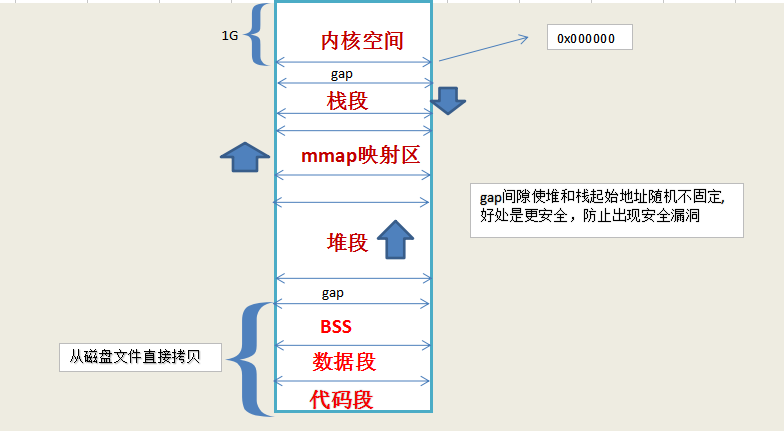 1G
内核空间
0x000000
gap
栈段
mmap映射区
gap间隙使堆和栈起始地址随机不固定,
好处是更安全，防止出现安全漏洞
堆段
gap
BSS
从磁盘文件直接拷贝
数据段
代码段